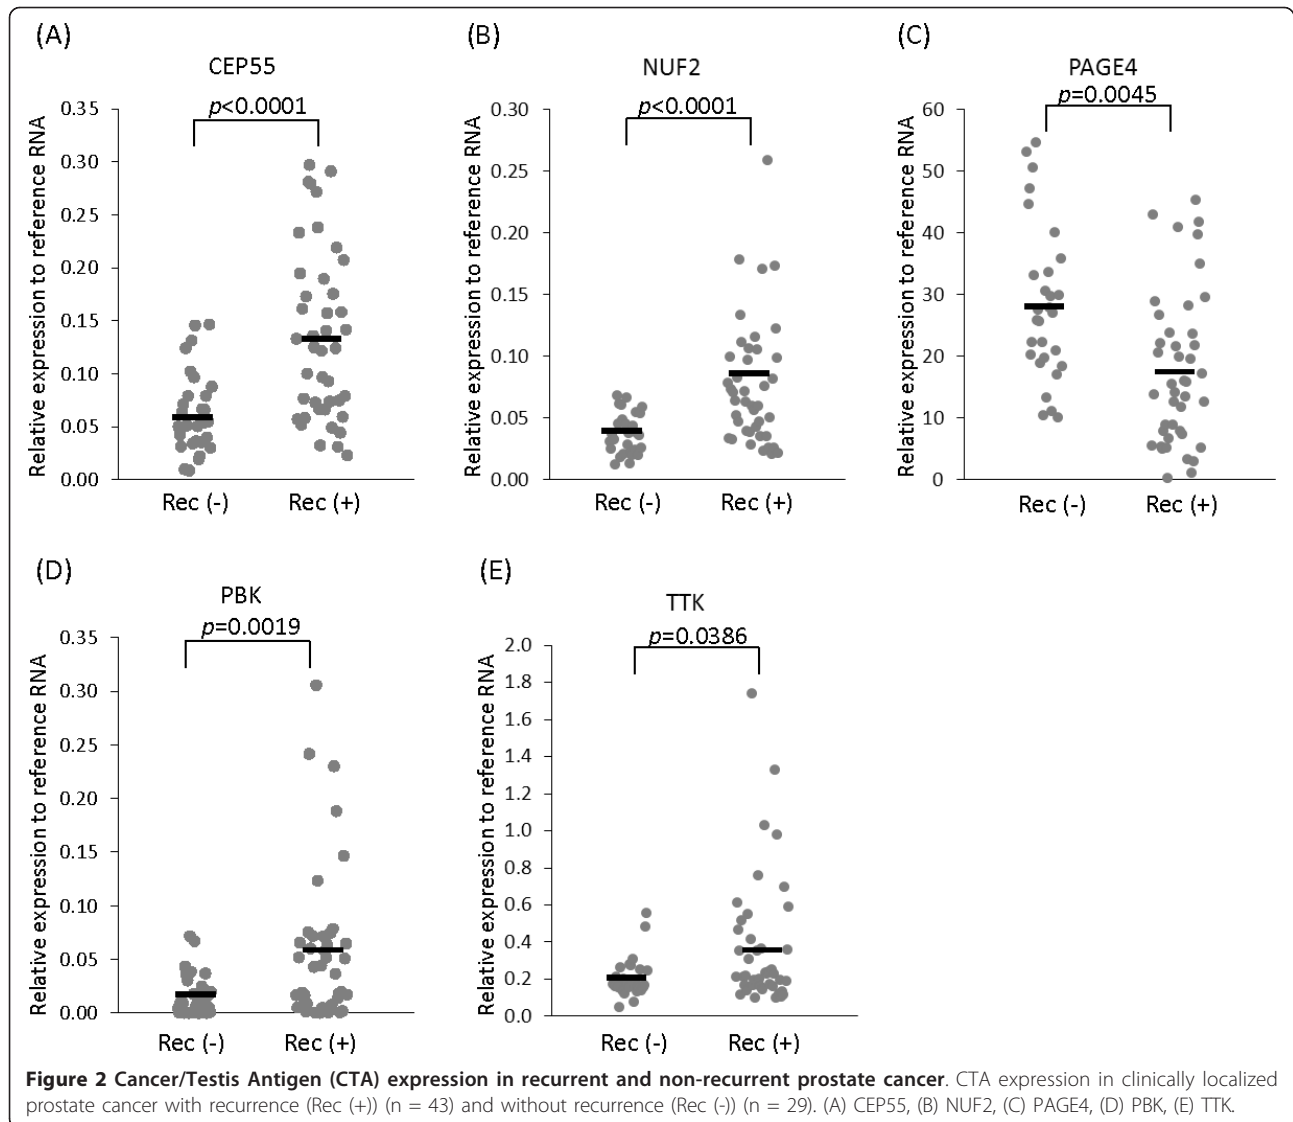 (A)
CEP55
p<0.0001
Relative expression to reference RNA
0.35
0.30
0.25
0.20
0.15
0.10
0.05
0.00
Rec (-)
Rec (+)
(B)
NUF2
p<0.0001
Relative expression to reference RNA
0.30
0.25
0.20
0.15
0.10
0.05
0.00
Rec (-)
Rec (+)
(C)
PAGE4
p=0.0045
Relative expression to reference RNA
60
50
40
30
20
10
0
Rec (-)
Rec (+)
(D)
PBK
p=0.0019
Relative expression to reference RNA
0.35
0.30
0.25
0.20
0.15
0.10
0.05
0.00
Rec (-)
Rec (+)
(E)
TTK
p=0.0386
Relative expression to reference RNA
2.0
1.8
1.6
1.4
1.2
1.0
0.8
0.6
0.4
0.2
0.0
Rec (-)
Rec (+)
Figure 2 Cancer/Testis Antigen (CTA) expression in recurrent and non-recurrent prostate cancer. CTA expression in clinically localized
prostate cancer with recurrence (Rec (+)) (n = 43) and without recurrence (Rec (-)) (n = 29). (A) CEP55, (B) NUF2, (C) PAGE4, (D) PBK, (E) TTK.